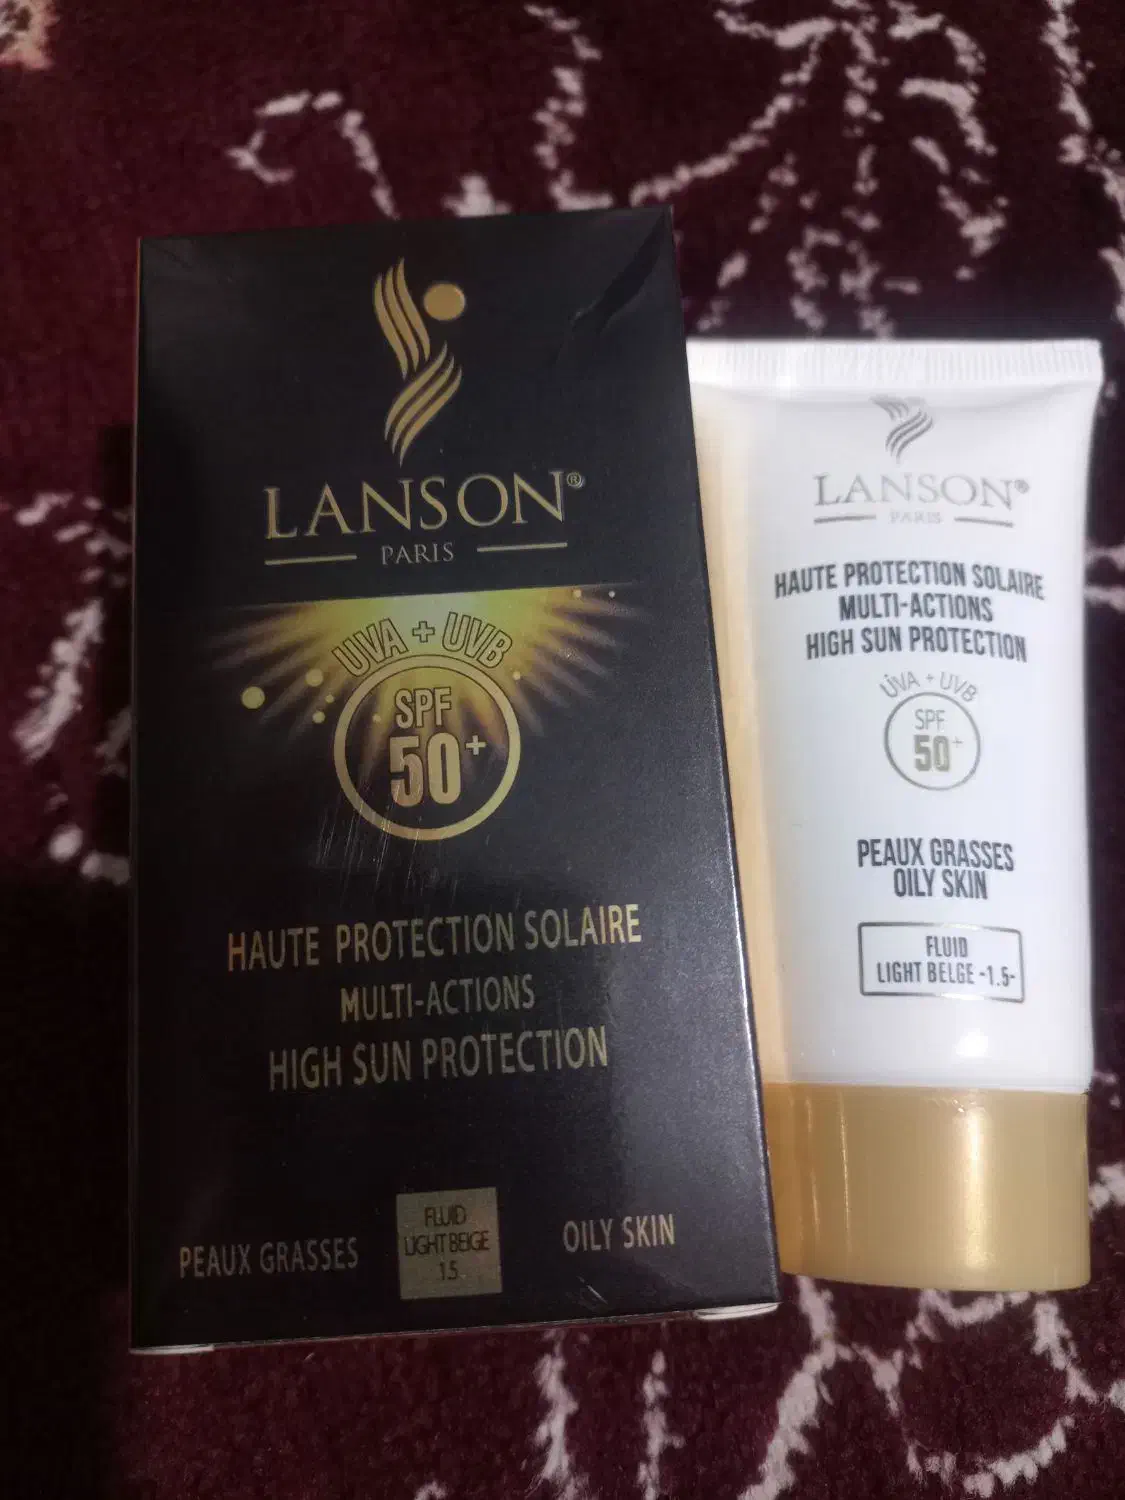 LANSON®
PARIS
UVA + UVB
SPF
50+
HAUTE PROTECTION SOLAIRE
MULTI-ACTIONS
HIGH SUN PROTECTION
PEAUX GRASSES
FLUID
LIGHT BEIGE
1.5
OILY SKIN
LANSON®
PARIS
HAUTE PROTECTION SOLAIRE
MULTI-ACTIONS
HIGH SUN PROTECTION
UVA + UVB
SPF
50+
PEAUX GRASSES
OILY SKIN
FLUID
LIGHT BELGE -1.5-